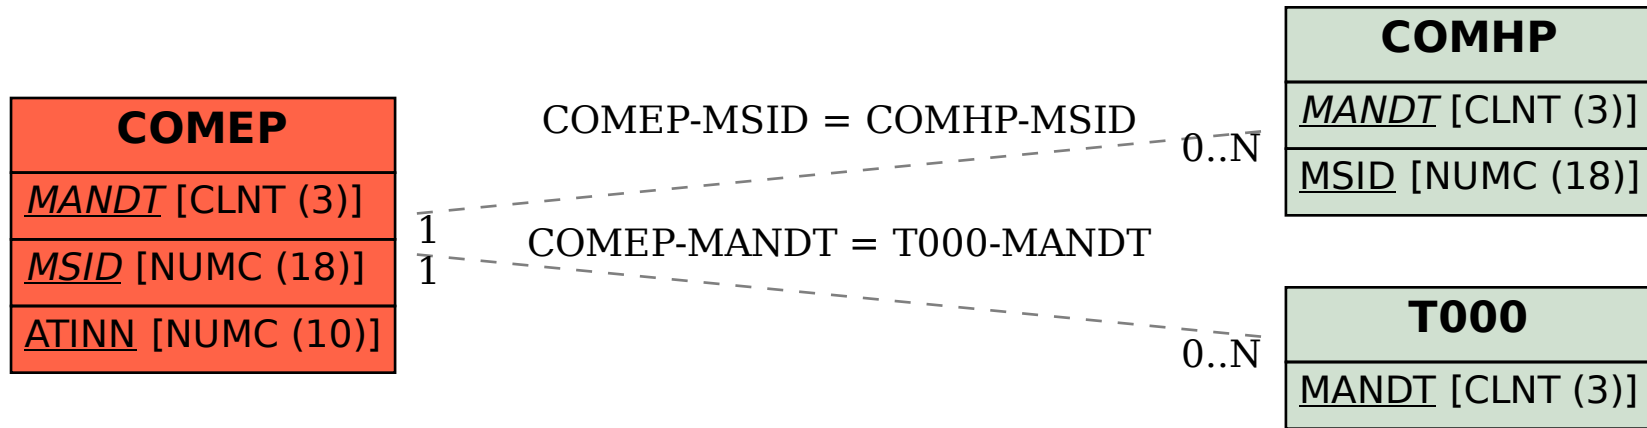 COMEP
MANDT [CLNT (3)]
MSID [NUMC (18)]
ATINN [NUMC (10)]
COMEP-MSID = COMHP-MSID
1
0..N
COMEP-MANDT = T000-MANDT
1
0..N
COMHP
MANDT [CLNT (3)]
MSID [NUMC (18)]
T000
MANDT [CLNT (3)]